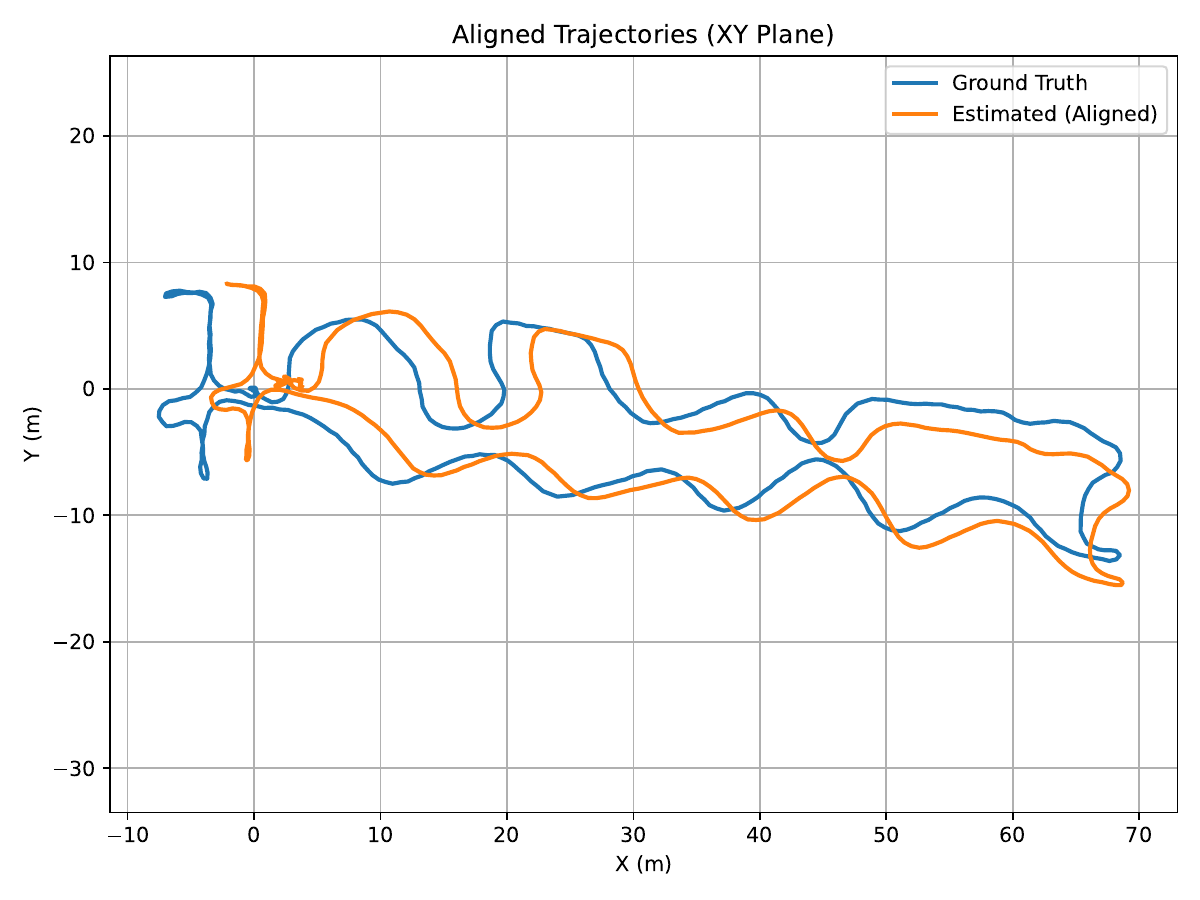 Aligned Trajectories (XY Plane)
Ground Truth
Estimated (Aligned)
20
10
0
−10
−20
−30
Y (m)
−10 0 10 20 30 40 50 60 70
X (m)